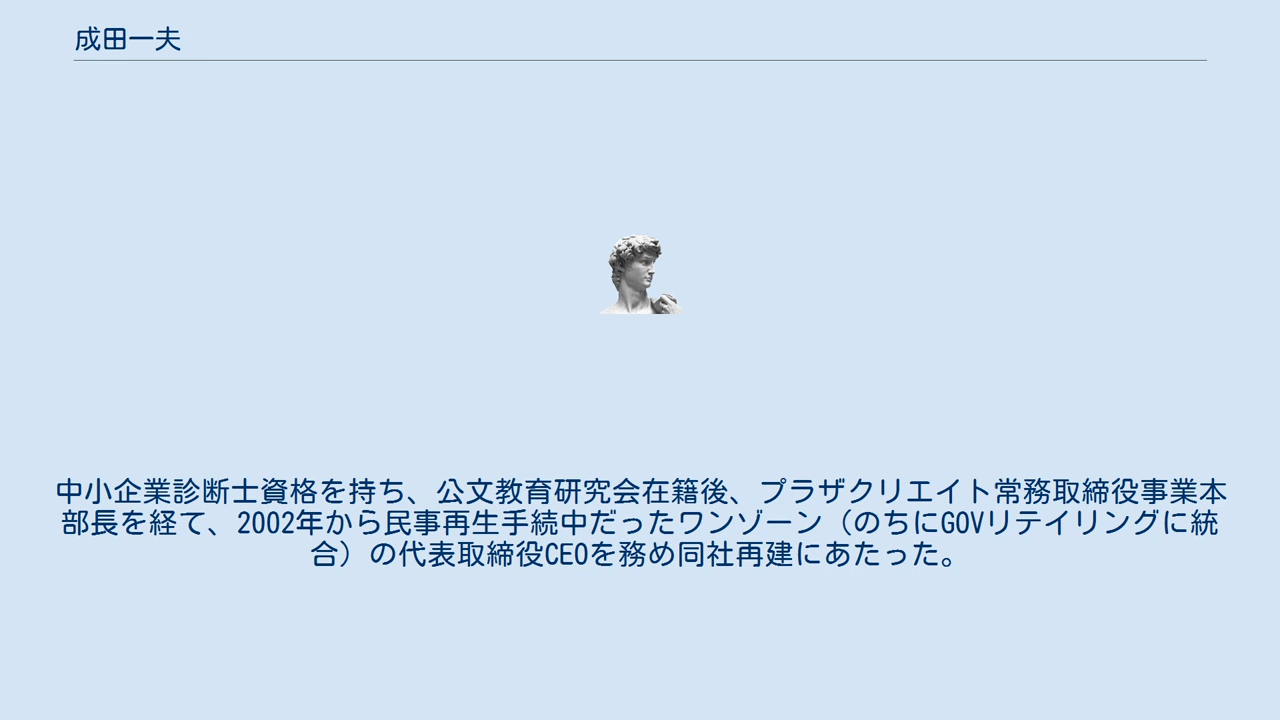 成田一夫
中小企業診断士資格を持ち、公文教育研究会在籍後、プラザクリエイト常務取締役事業本
部長を経て、2002年から民事再生手続中だったワンゾーン（のちにGOVリテイリングに統
合）の代表取締役CEOを務め同社再建にあたった。